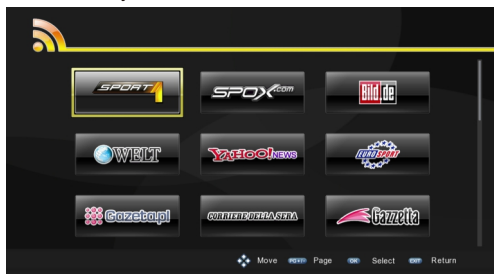 SPORT1
SPOX.com
Bild.de
WELT
YAHOO! NEWS
EUROSPORT
Gazeta.pl
CORRIERE DELLA SERA
Gazzetta
Move PG+/- Page OK Select EXIT Return